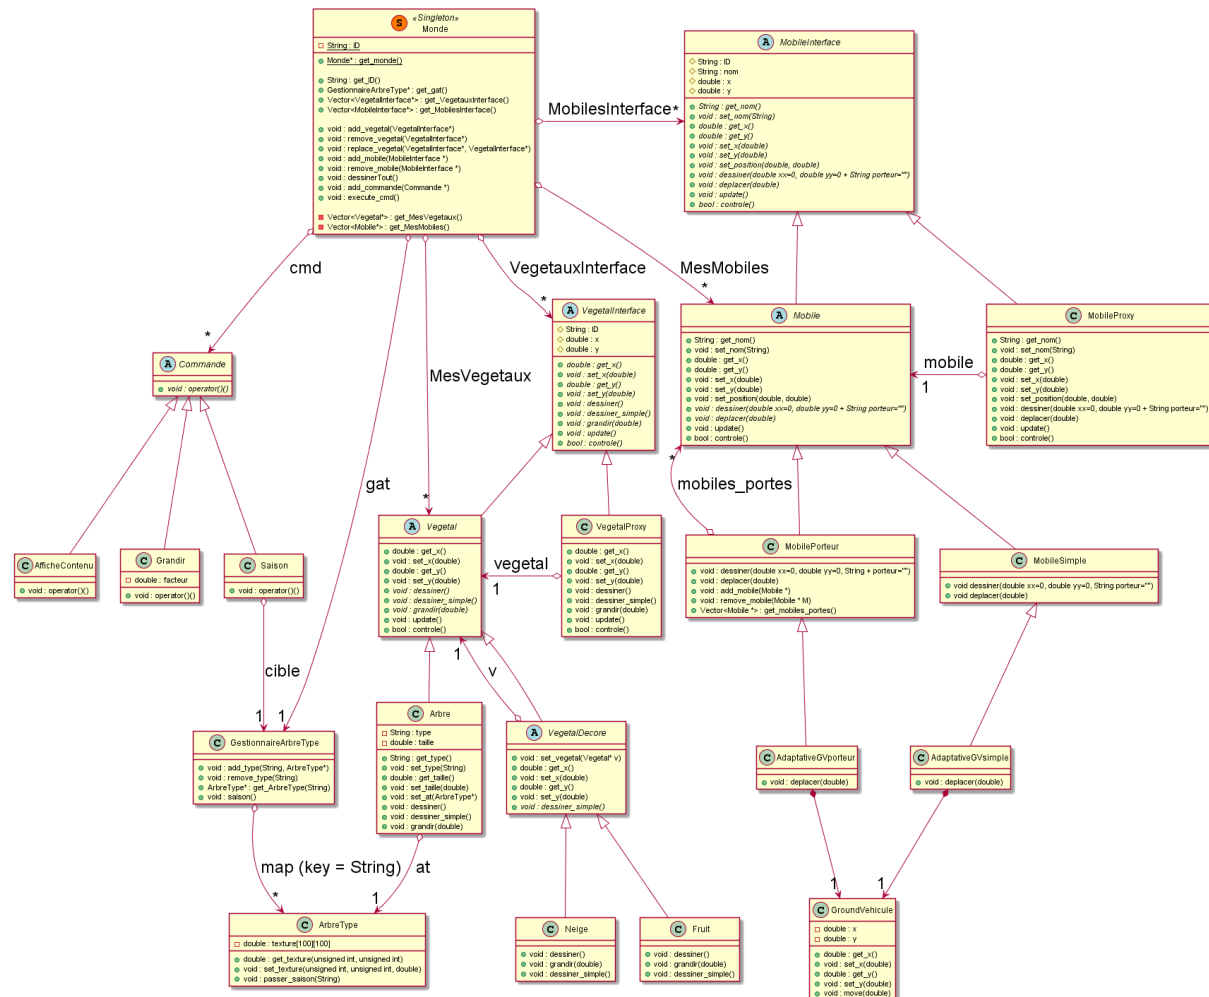 «Singleton»
S
Monde
String : ID
Monde* : get_monde()
String : get_ID()
GestionnaireArbreType* : get_gat()
Vector<VegetalInterface*> : get_VegetauxInterface()
Vector<MobileInterface*> : get_MobilesInterface()
void : add_vegetal(VegetalInterface*)
void : remove_vegetal(VegetalInterface*)
void : replace_vegetal(VegetalInterface*, VegetalInterface*)
void : add_mobile(MobileInterface *)
void : remove_mobile(MobileInterface *)
void : dessinerTout()
void : add_commande(Commande *)
void : execute_cmd()
Vector<Vegetal*> : get_MesVegetaux()
Vector<Mobile*> : get_MesMobiles()
A MobileInterface
String : ID
String : nom
double : x
double : y
String : get_nom()
void : set_nom(String)
double : get_x()
double : get_y()
void : set_x(double)
void : set_y(double)
void : set_position(double, double)
void : dessiner(double xx=0, double yy=0 + String porteur="")
void : deplacer(double)
void : update()
bool : controle()
MobilesInterface
*
cmd
*
VegetauxInterface
*
MesMobiles
*
MesVegetaux
*
gat
1
A Commande
void : operator()()
A VegetalInterface
String : ID
double : x
double : y
double : get_x()
void : set_x(double)
double : get_y()
void : set_y(double)
void : dessiner()
void : dessiner_simple()
void : grandir(double)
void : update()
bool : controle()
A Mobile
String : get_nom()
void : set_nom(String)
double : get_x()
double : get_y()
void : set_x(double)
void : set_y(double)
void : set_position(double, double)
void : dessiner(double xx=0, double yy=0 + String porteur="")
void : deplacer(double)
void : update()
bool : controle()
mobile
1
C MobileProxy
String : get_nom()
void : set_nom(String)
double : get_x()
double : get_y()
void : set_x(double)
void : set_y(double)
void : set_position(double, double)
void : dessiner(double xx=0, double yy=0 + String porteur="")
void : deplacer(double)
void : update()
bool : controle()
mobiles_portes
*
C AfficheContenu
void : operator()()
C Grandir
double : facteur
void : operator()()
C Saison
void : operator()()
A Vegetal
double : get_x()
void : set_x(double)
double : get_y()
void : set_y(double)
void : dessiner()
void : dessiner_simple()
void : grandir(double)
void : update()
bool : controle()
vegetal
1
C VegetalProxy
double : get_x()
void : set_x(double)
double : get_y()
void : set_y(double)
void : dessiner()
void : dessiner_simple()
void : grandir(double)
void : update()
bool : controle()
C MobilePorteur
void : dessiner(double xx=0, double yy=0, String + porteur="")
void : deplacer(double)
void : add_mobile(Mobile *)
void : remove_mobile(Mobile * M)
Vector<Mobile *> : get_mobiles_portes()
C MobileSimple
void dessiner(double xx=0, double yy=0, String porteur="")
void deplacer(double)
cible
1
v
1
C GestionnaireArbreType
void : add_type(String, ArbreType*)
void : remove_type(String)
ArbreType* : get_ArbreType(String)
void : saison()
C Arbre
String : type
double : taille
String : get_type()
void : set_type(String)
double : get_taille()
void : set_taille(double)
void : set_at(ArbreType*)
void : dessiner()
void : dessiner_simple()
void : grandir(double)
A VegetalDecore
void : set_vegetal(Vegetal* v)
double : get_x()
void : set_x(double)
double : get_y()
void : set_y(double)
void : dessiner_simple()
C AdaptativeGVporteur
void : deplacer(double)
C AdaptativeGVsimple
void : deplacer(double)
map (key = String)
*
at
1
1
1
C ArbreType
double : texture[100][100]
double : get_texture(unsigned int, unsigned int)
void : set_texture(unsigned int, unsigned int, double)
void : passer_saison(String)
C Neige
void : dessiner()
void : grandir(double)
void : dessiner_simple()
C Fruit
void : dessiner()
void : grandir(double)
void : dessiner_simple()
C GroundVehicule
double : x
double : y
double : get_x()
void : set_x(double)
double : get_y()
void : set_y(double)
void : move(double)